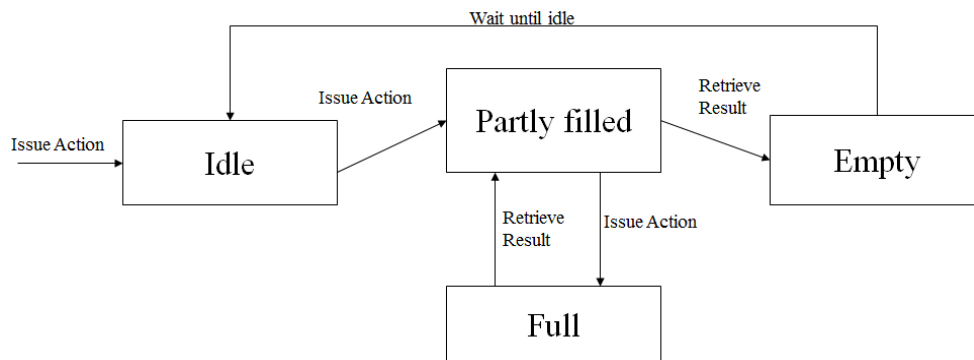 Wait until idle
Issue Action
Idle
Issue Action
Partly filled
Retrieve
Result
Empty
Retrieve
Result
Issue Action
Full